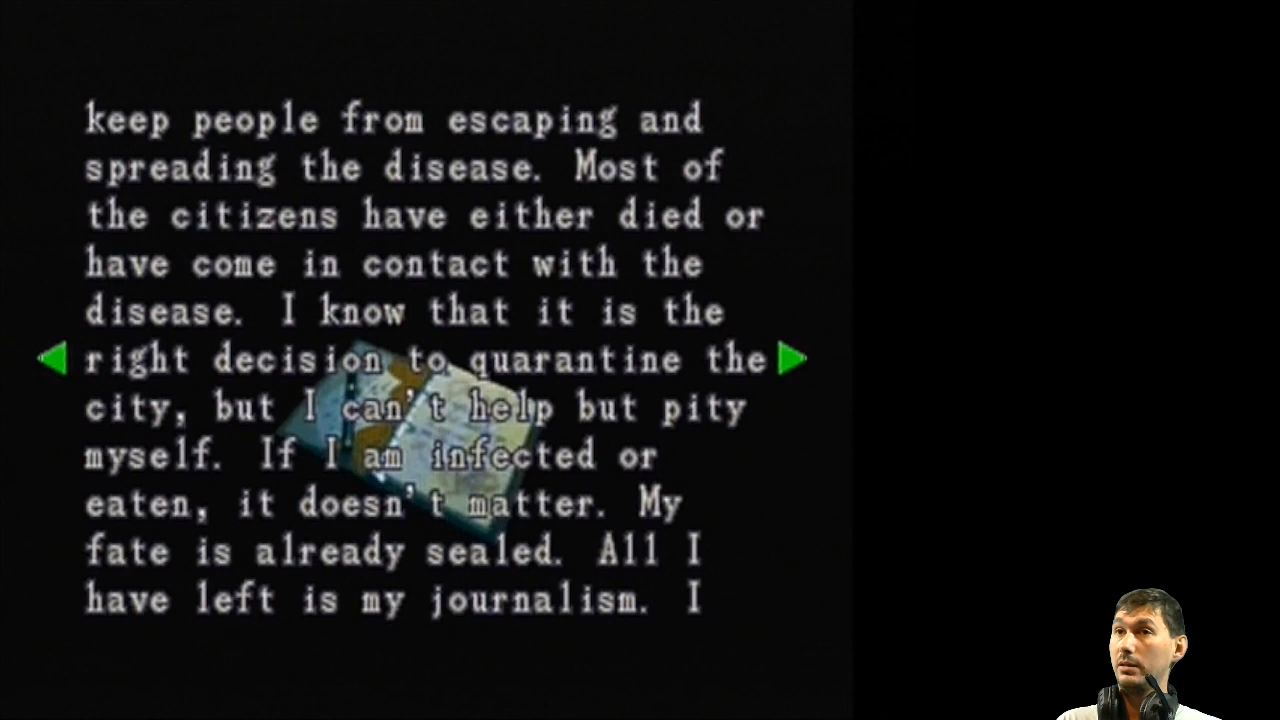 keep people from escaping and
spreading the disease. Most of
the citizens have either died or
have come in contact with the
disease. I know that it is the
right decision to quarantine the
city, but I can't help but pity
myself. If I am infected or
eaten, it doesn't matter. My
fate is already sealed. All I
have left is my journalism. I